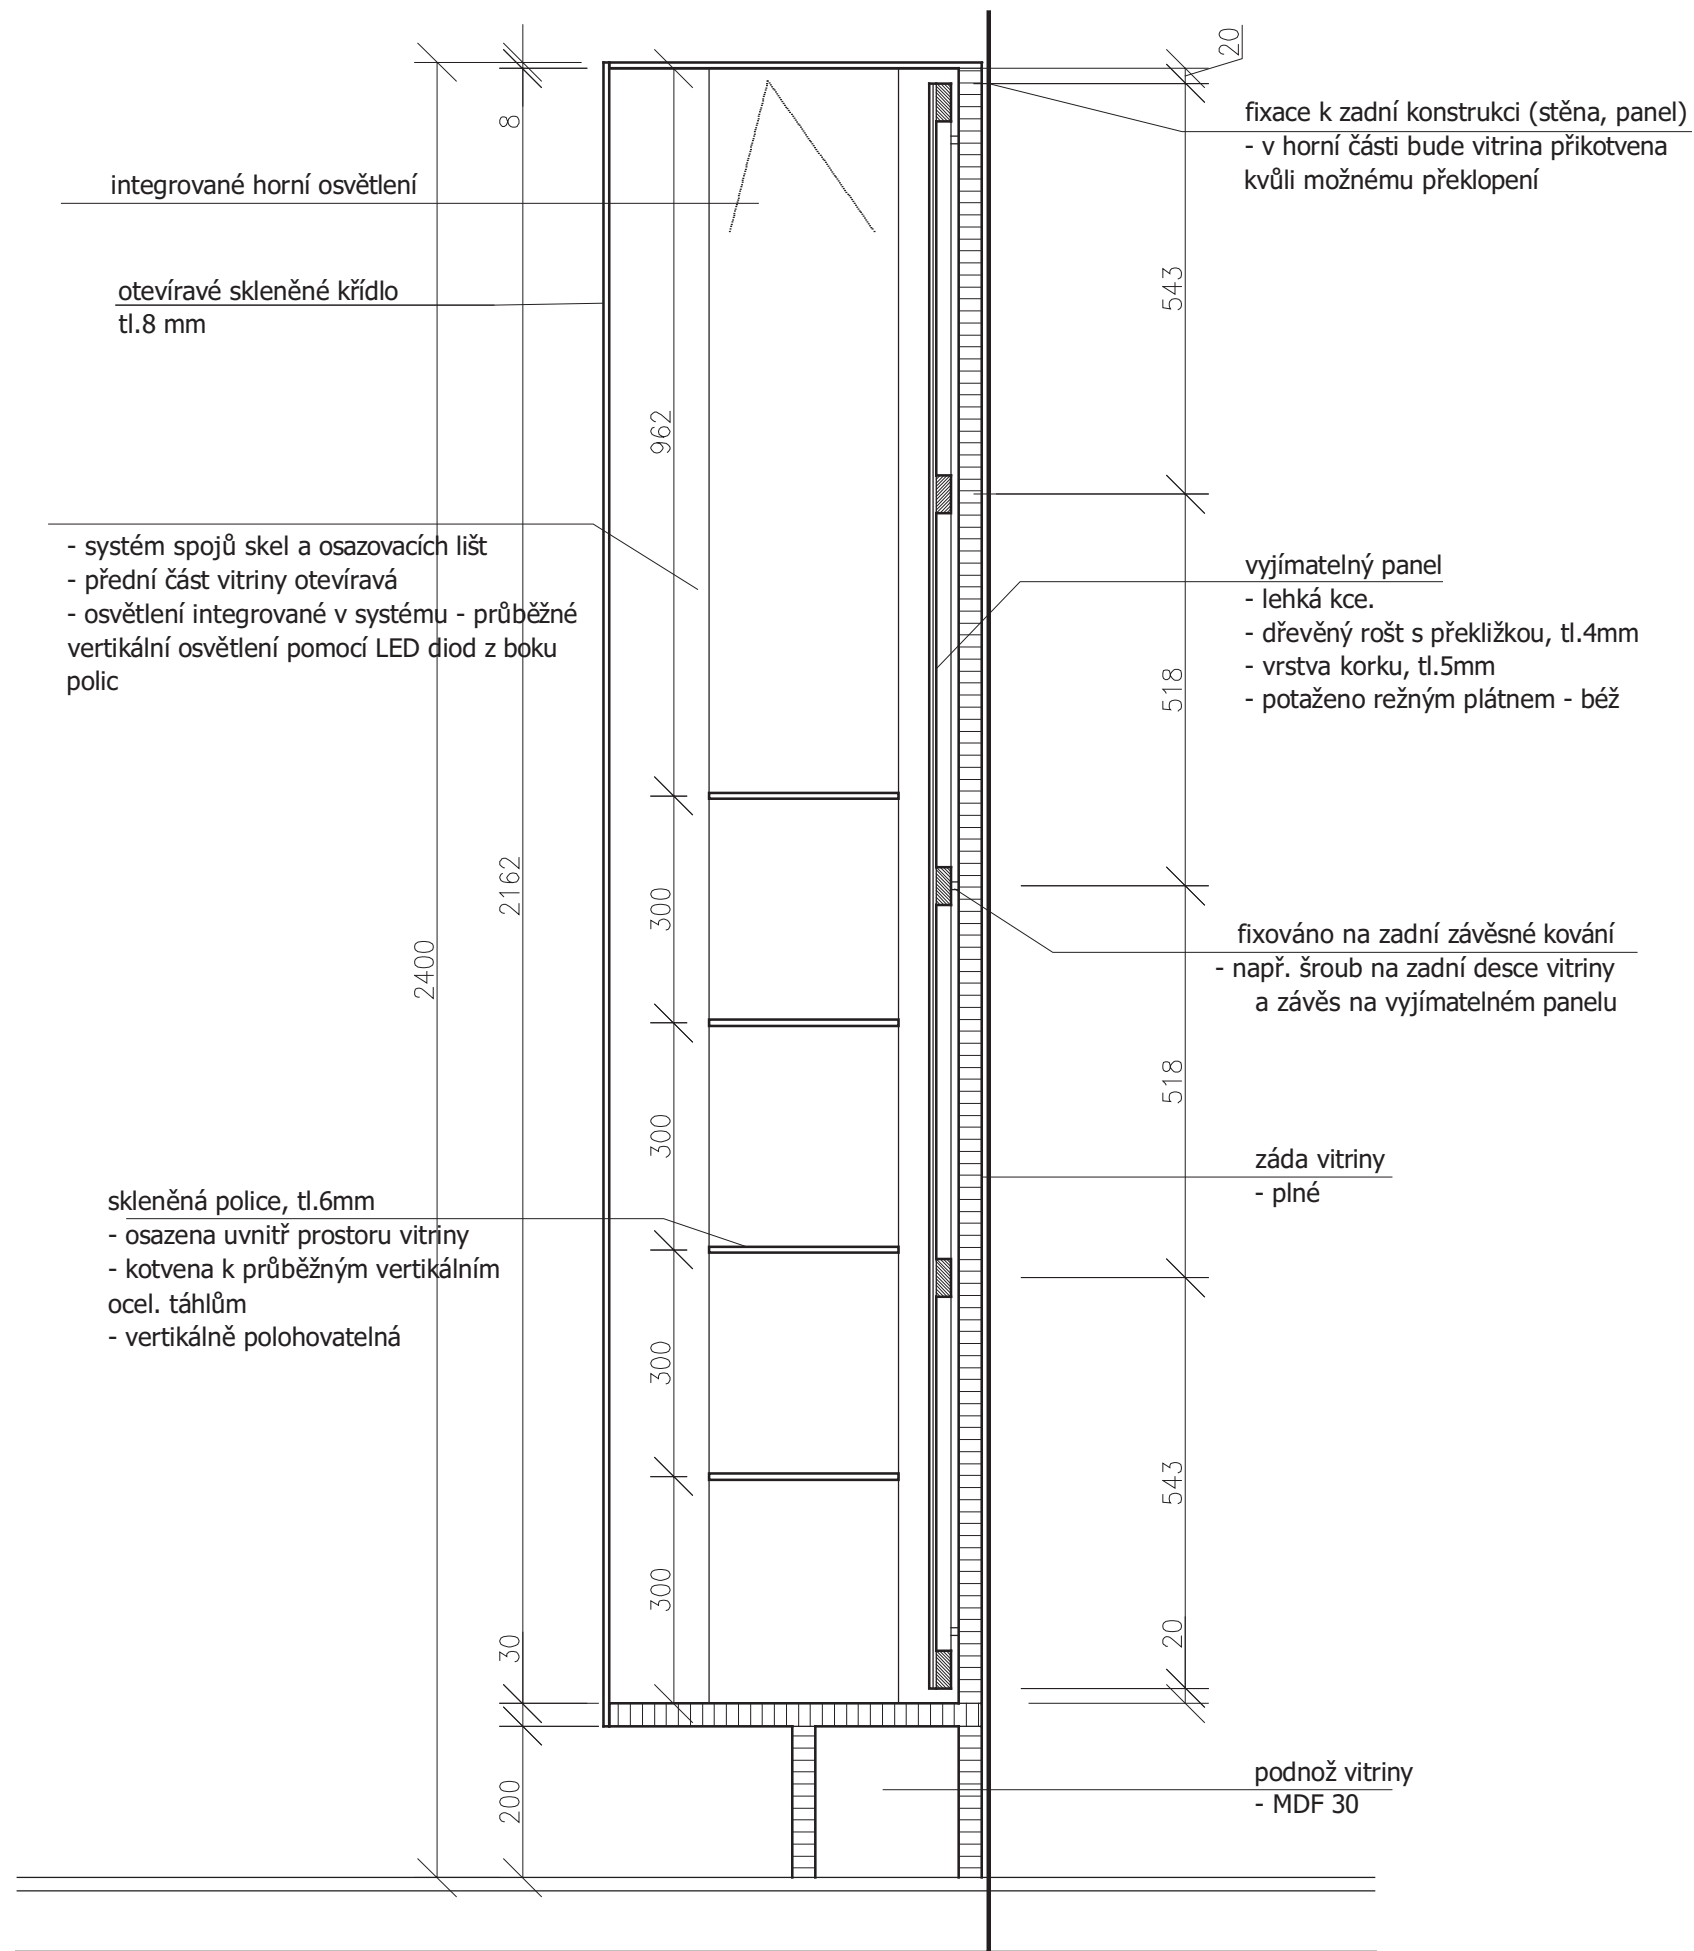 20
8
fixace k zadní konstrukci (stěna, panel)
- v horní části bude vitrina přikotvena
kvůli možnému překlopení
integrované horní osvětlení
otevíravé skleněné křídlo
tl.8 mm
543
962
- systém spojů skel a osazovacích lišt
- přední část vitriny otevíravá
- osvětlení integrované v systému - průběžné
vertikální osvětlení pomocí LED diod z boku
polic
vyjímatelný panel
- lehká kce.
- dřevěný rošt s překližkou, tl.4mm
- vrstva korku, tl.5mm
- potaženo režným plátnem - béž
518
2162
300
2400
fixováno na zadní závěsné kování
- např. šroub na zadní desce vitriny
a závěs na vyjímatelném panelu
518
300
záda vitriny
- plné
skleněná police, tl.6mm
- osazena uvnitř prostoru vitriny
- kotvena k průběžným vertikálním
ocel. táhlům
- vertikálně polohovatelná
300
543
300
30
20
200
podnož vitriny
- MDF 30